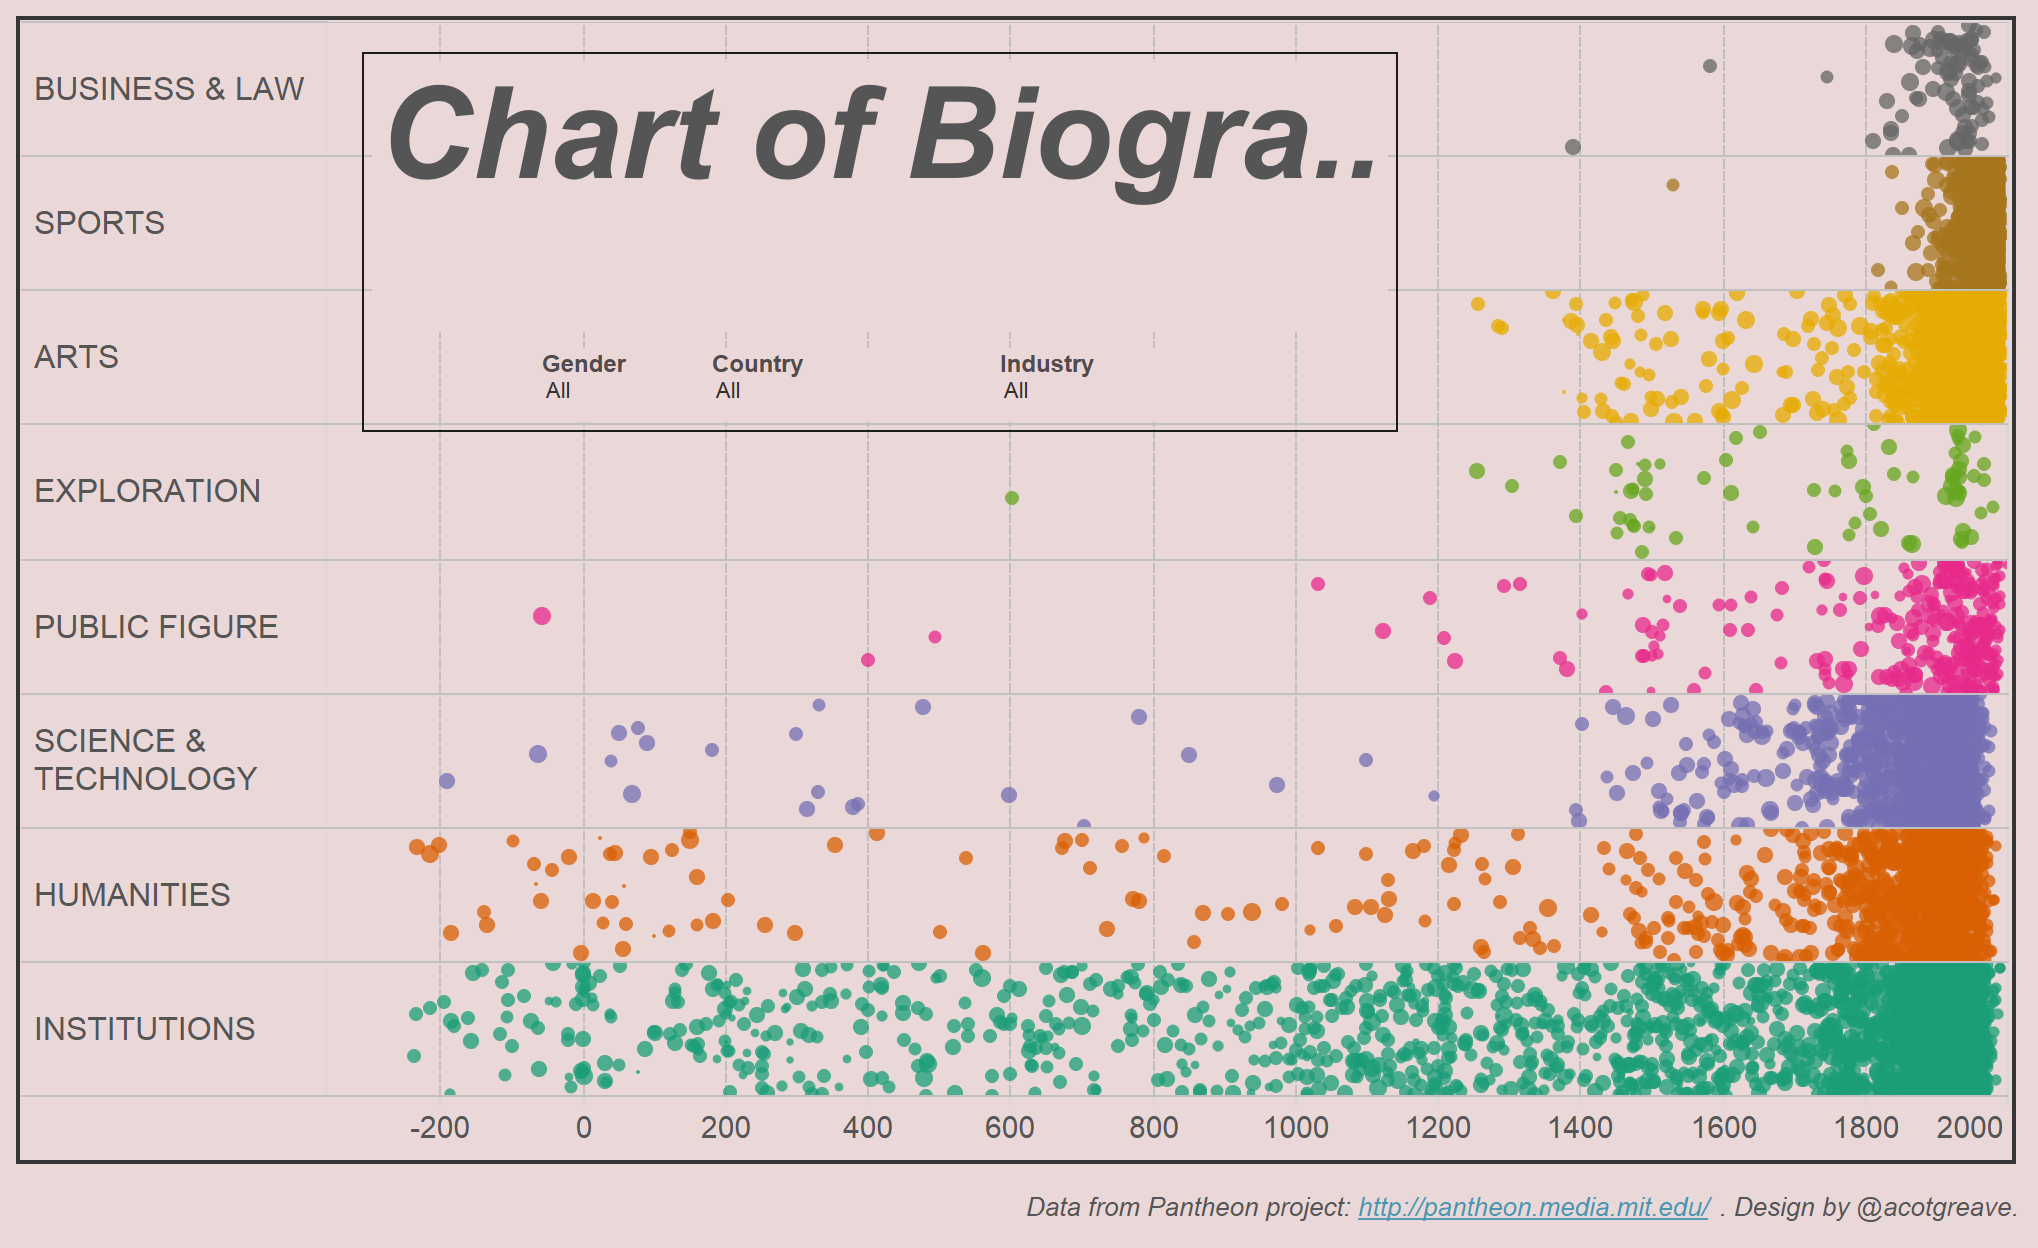 Chart of Biogra..
Gender Country Industry
All All All
BUSINESS & LAW
SPORTS
ARTS
EXPLORATION
PUBLIC FIGURE
SCIENCE &
TECHNOLOGY
HUMANITIES
INSTITUTIONS
-200 0 200 400 600 800 1000 1200 1400 1600 1800 2000
Data from Pantheon project: http://pantheon.media.mit.edu/ . Design by @acotgreave.